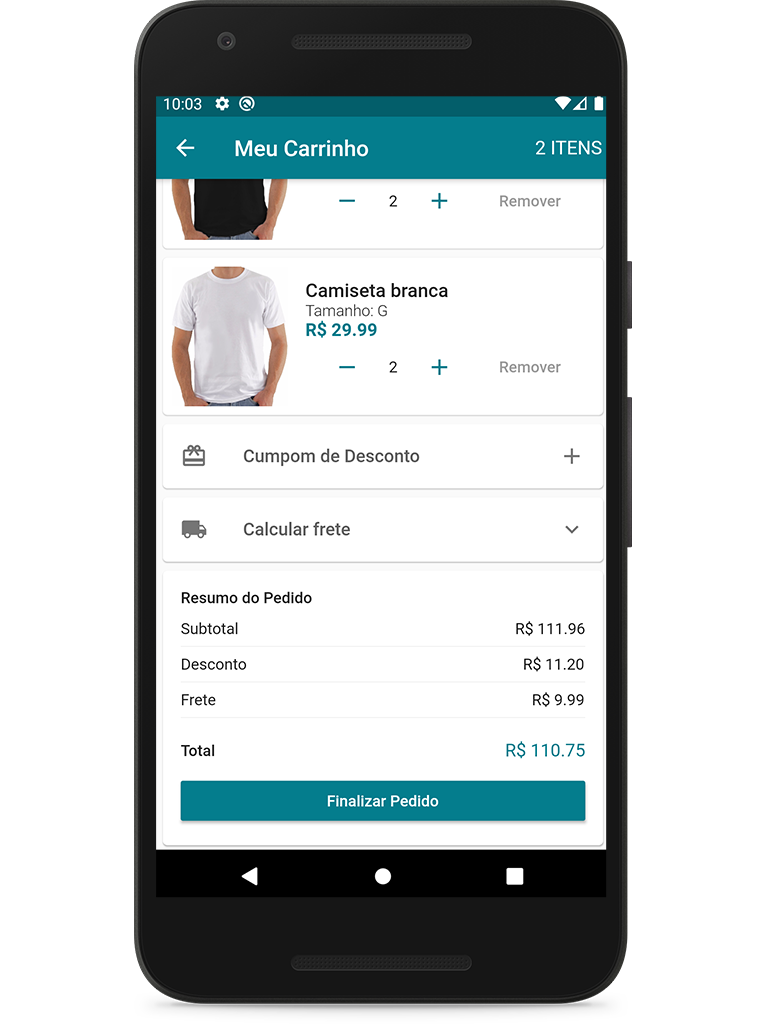 10:03
Meu Carrinho
2 ITENS
2
Remover
Camiseta branca
Tamanho: G
R$ 29.99
2
Remover
Cumpom de Desconto
Calcular frete
Resumo do Pedido
Subtotal R$ 111.96
Desconto R$ 11.20
Frete R$ 9.99
Total R$ 110.75
Finalizar Pedido